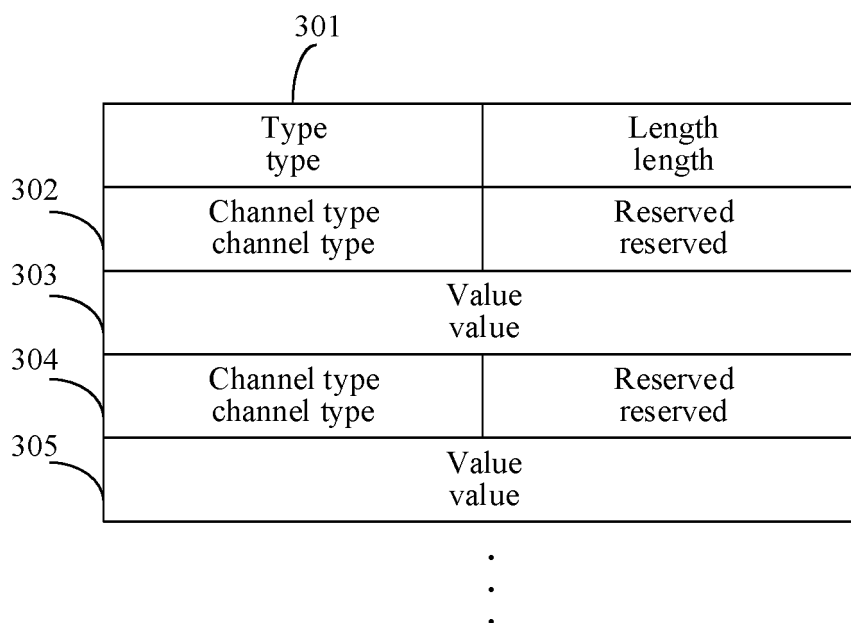 301
Type
type
Length
length
302
Channel type
channel type
Reserved
reserved
303
Value
value
304
Channel type
channel type
Reserved
reserved
305
Value
value